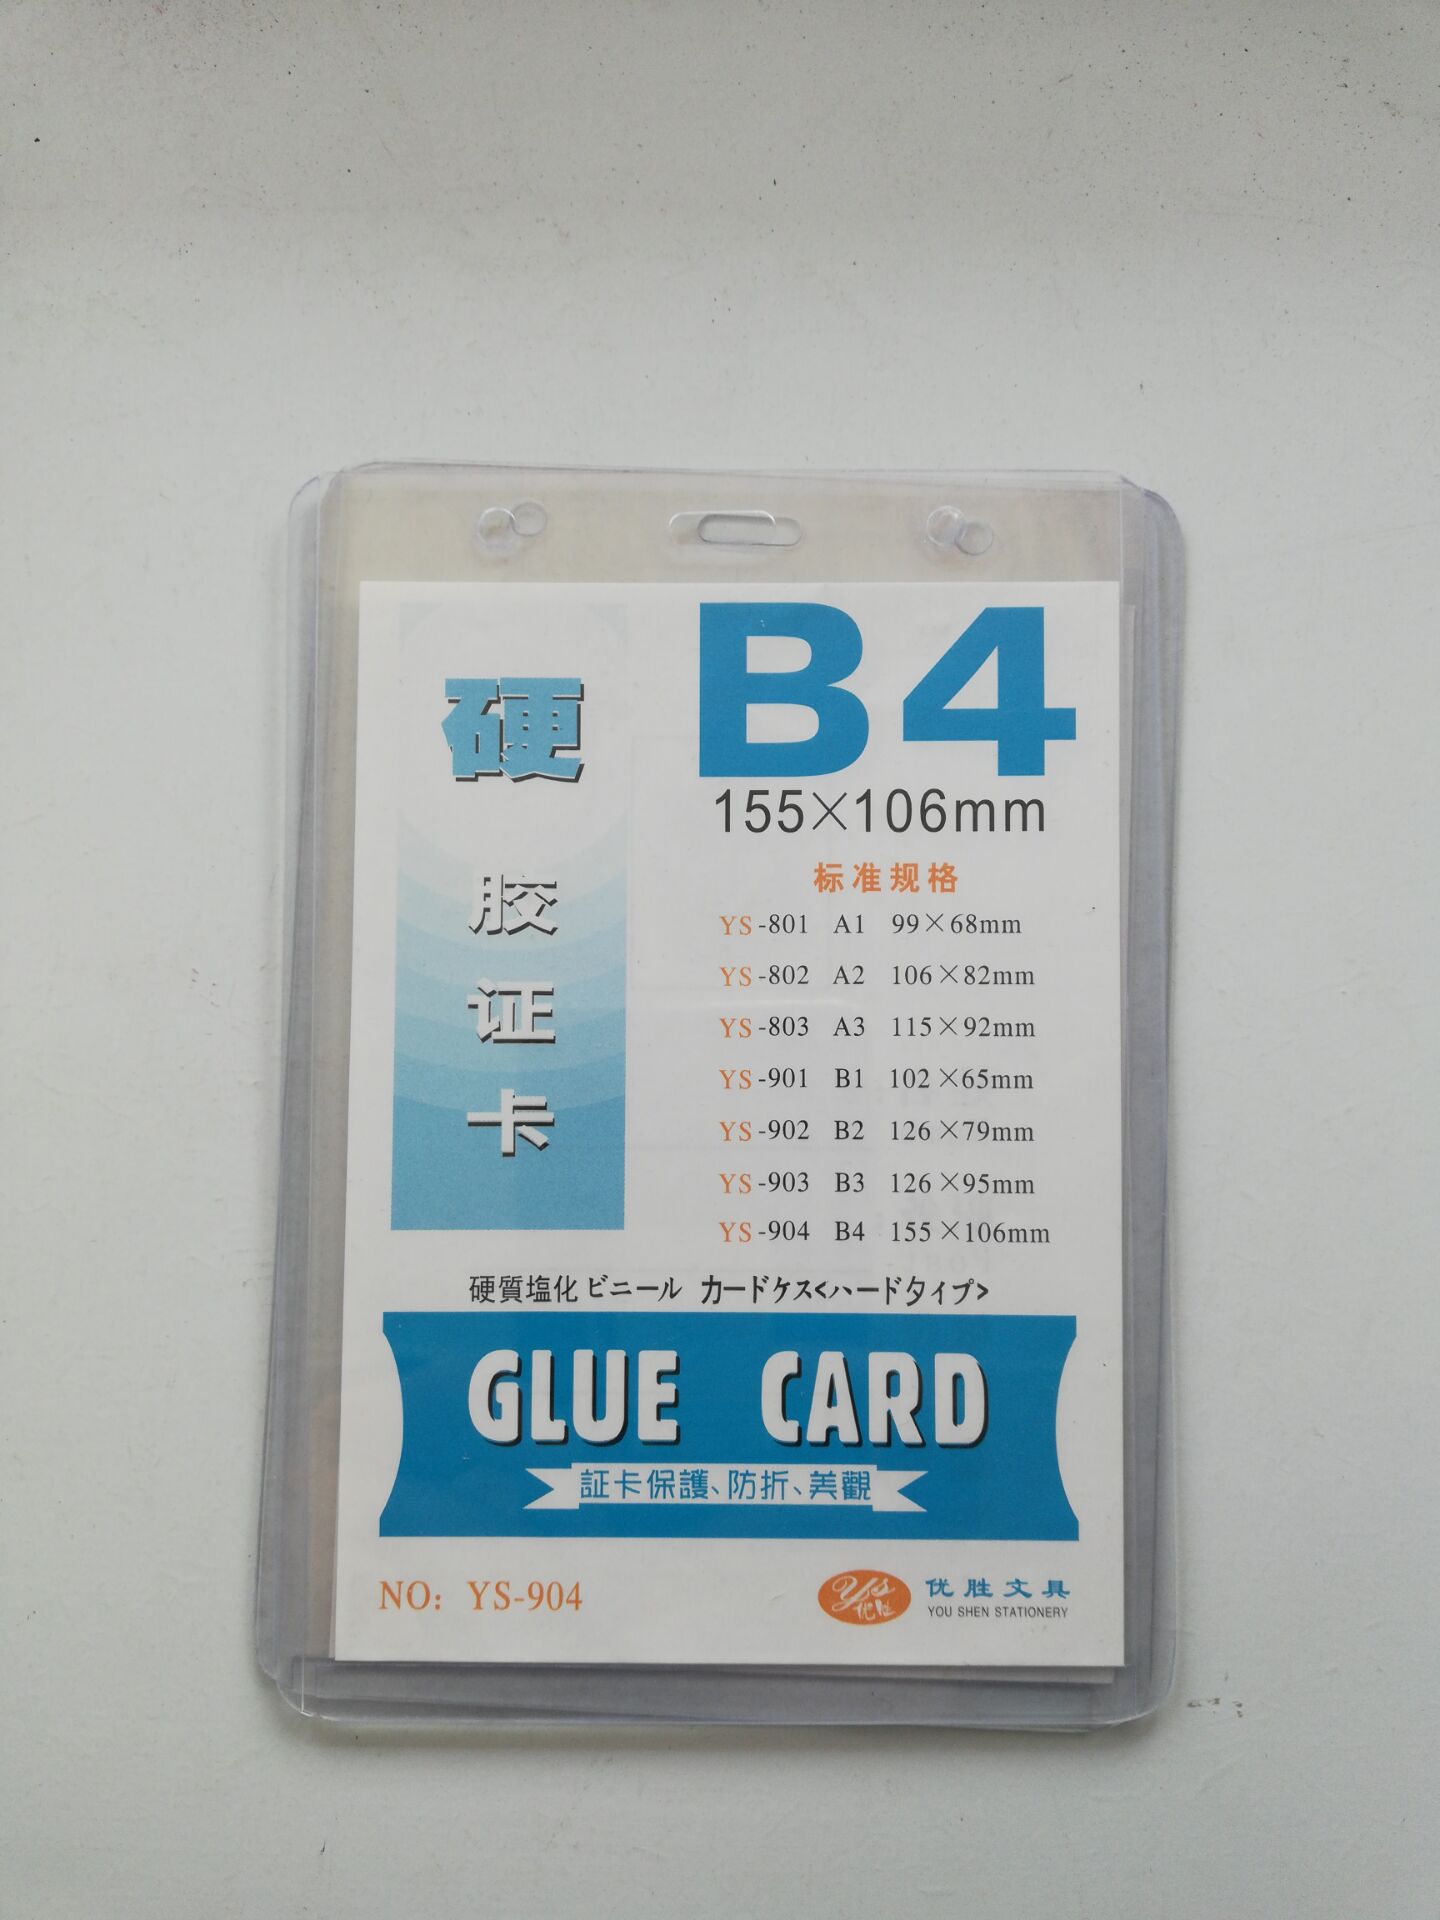 硬
胶
证
卡
B4
155×106mm
标准规格
YS-801 A1 99×68mm
YS-802 A2 106×82mm
YS-803 A3 115×92mm
YS-901 B1 102×65mm
YS-902 B2 126×79mm
YS-903 B3 126×95mm
YS-904 B4 155×106mm
硬質塩化ビニール カードケス<ハードタイプ>
GLUE CARD
証卡保護、防折、美觀
NO: YS-904
YS
优胜
优胜文具
YOU SHEN STATIONERY